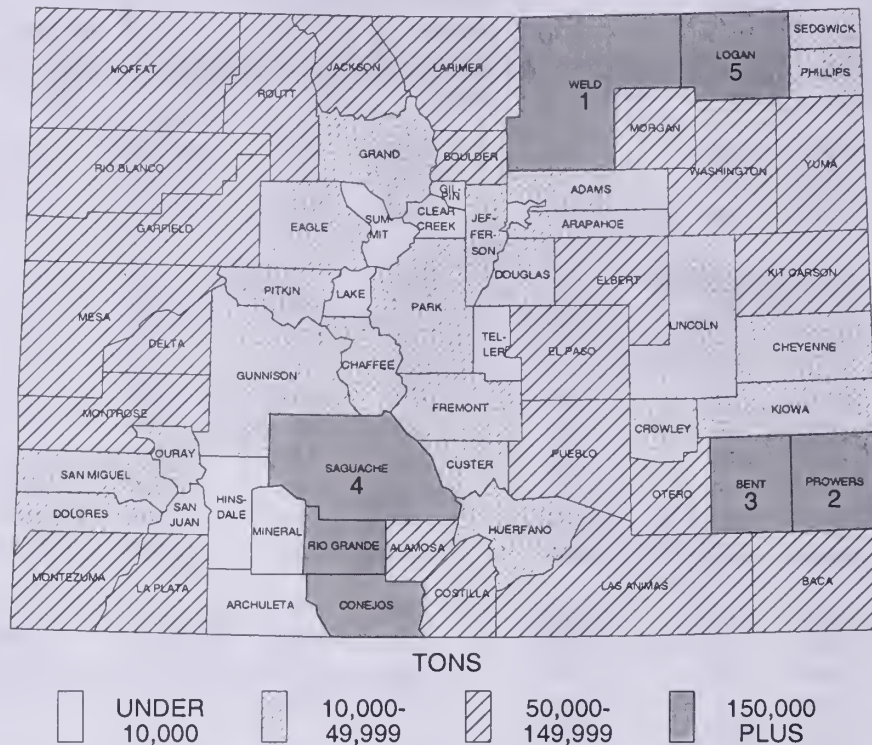 SEDGWICK
MOFFAT
JACKSON
LARIMER
LOGAN
5
PHILLIPS
ROUTT
WELD
1
MORGAN
RIO BLANCO
GRAND
BOULDER
WASHINGTON
YUMA
GIL-
PIN
ADAMS
EAGLE
SUM-
MIT
CLEAR
CREEK
JEF-
FER-
SON
ARAPAHOE
GARFIELD
DOUGLAS
ELBERT
KIT CARSON
PITKIN
LAKE
PARK
MESA
LINCOLN
DELTA
TEL-
LER
EL PASO
CHEYENNE
GUNNISON
CHAFFEE
MONTROSE
FREMONT
KIOWA
CROWLEY
OURAY
SAGUACHE
4
CUSTER
PUEBLO
SAN MIGUEL
BENT
3
PROWERS
2
OTERO
DOLORES
SAN
JUAN
HINS-
DALE
MINERAL
HUERFANO
RIO GRANDE
ALAMOSA
MONTEZUMA
LA PLATA
COSTILLA
LAS ANIMAS
BACA
ARCHULETA
CONEJOS
TONS
UNDER
10,000
10,000-
49,999
50,000-
149,999
150,000
PLUS